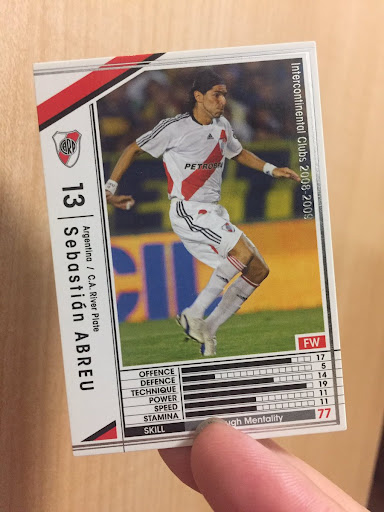 Intercontinental Clubs 2008-2009
PETROBRAS
13
Argentina / C.A. River Plate
Sebastián ABREU
FW
OFFENCE 17
DEFENCE 5
TECHNIQUE 14
POWER 19
SPEED 11
STAMINA 11
77
SKILL Mentality